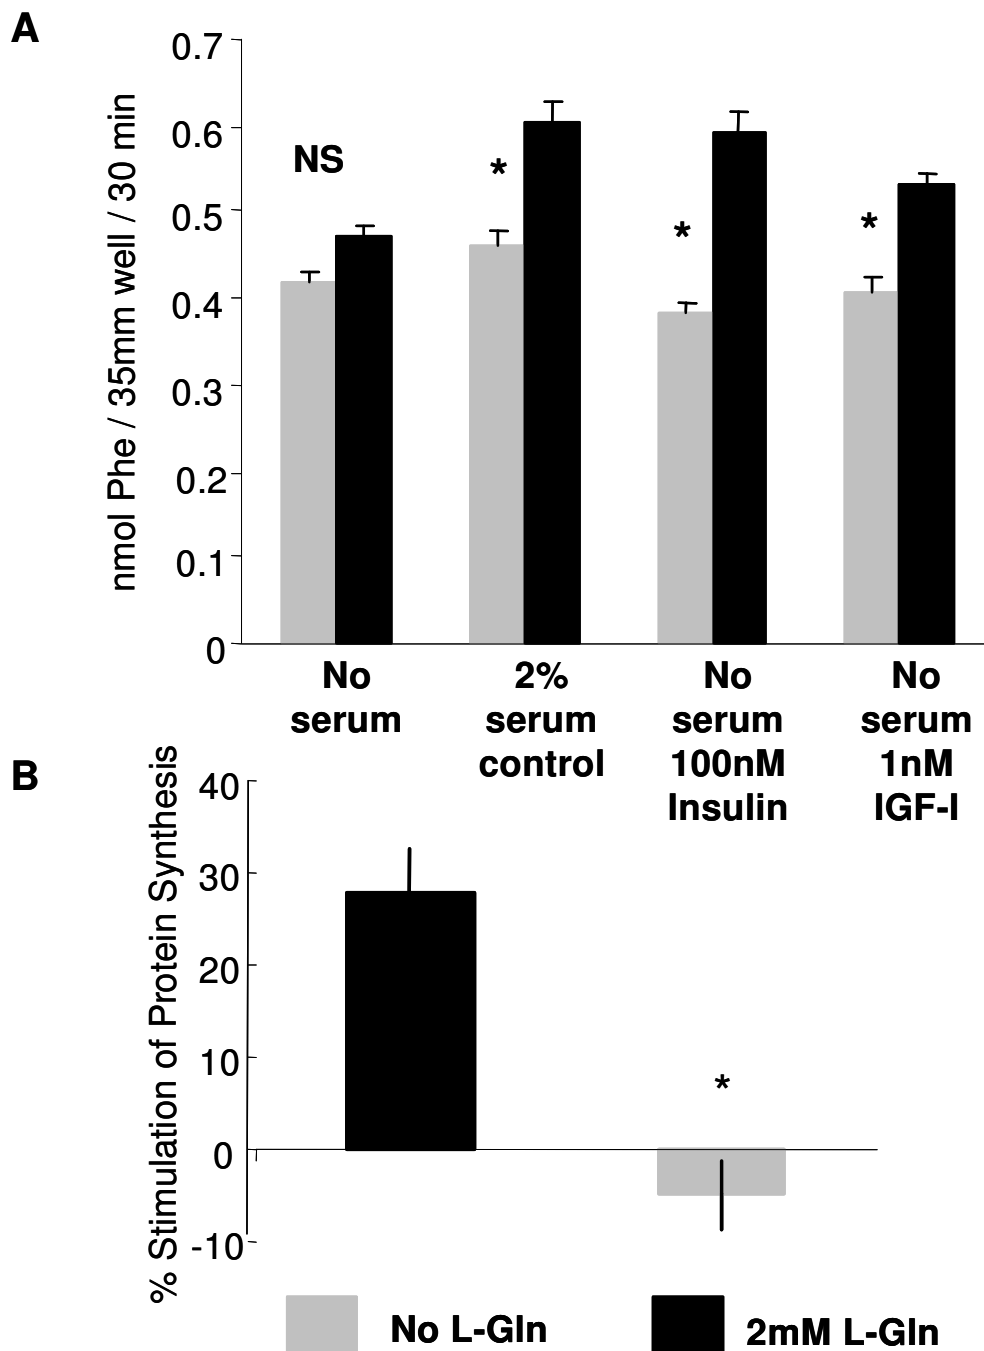 A
0.7
0.6
0.5
0.4
0.3
0.2
0.1
0
nmol Phe / 35mm well / 30 min
NS
*
*
*
No
serum
2%
serum
control
No
serum
100nM
Insulin
No
serum
1nM
IGF-I
B
40
30
20
10
0
-10
% Stimulation of Protein Synthesis
*
No L-Gln
2mM L-Gln